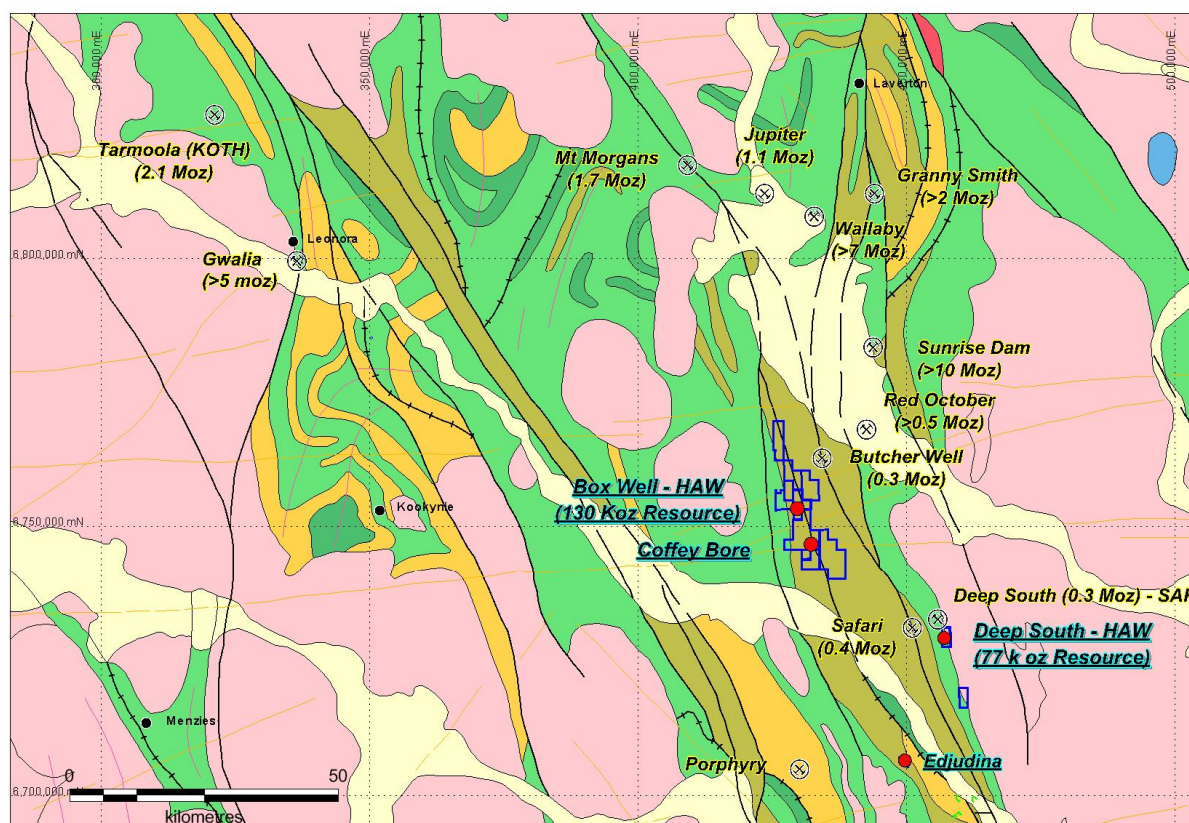 300,000 mE
350,000 mE
400,000 mE
450,000 mE
500,000 mE
Laverton
Tarmoola (KOTH)
(2.1 Moz)
Mt Morgans
(1.7 Moz)
Jupiter
(1.1 Moz)
Granny Smith
(>2 Moz)
Wallaby
(>7 Moz)
Leonora
6,800,000 mN
Gwalia
(>5 moz)
Sunrise Dam
(>10 Moz)
Red October
(>0.5 Moz)
Butcher Well
(0.3 Moz)
Box Well - HAW
(130 Koz Resource)
Kookynie
6,750,000 mN
Coffey Bore
Deep South (0.3 Moz) - SAR
Safari
(0.4 Moz)
Deep South - HAW
(77 k oz Resource)
Menzies
Porphyry
Edjudina
0 50
6,700,000 mN
kilometres